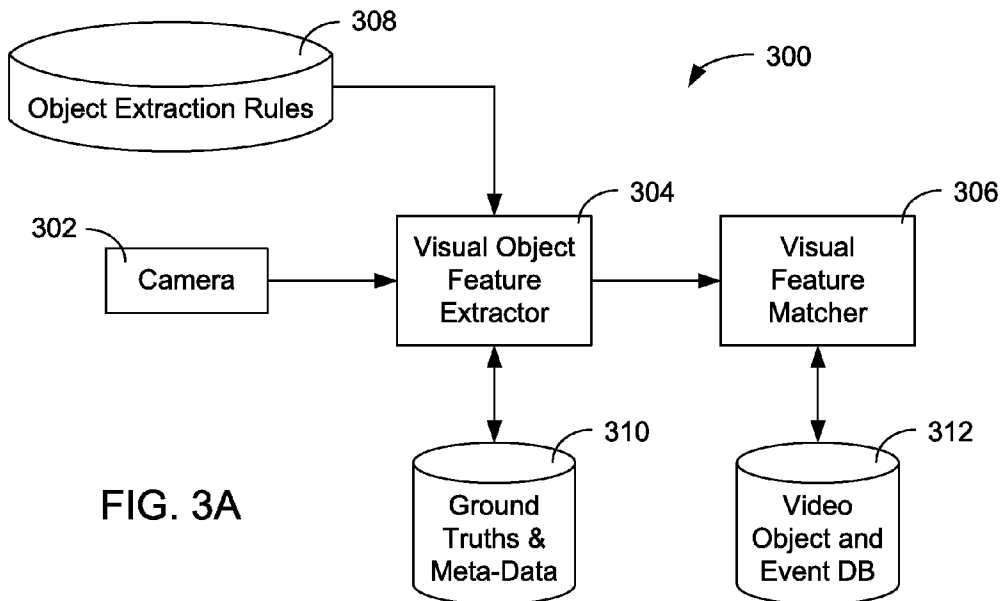 308
Object Extraction Rules
300
304
306
302
Camera
Visual Object
Feature
Extractor
Visual
Feature
Matcher
310
312
FIG. 3A
Ground
Truths &
Meta-Data
Video
Object and
Event DB